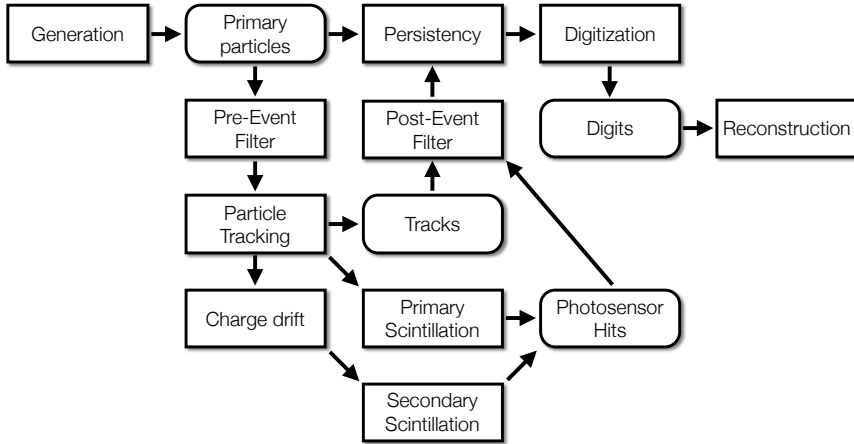 Generation
Primary
particles
Persistency
Digitization
Pre-Event
Filter
Post-Event
Filter
Digits
Reconstruction
Particle
Tracking
Tracks
Charge drift
Primary
Scintillation
Photosensor
Hits
Secondary
Scintillation